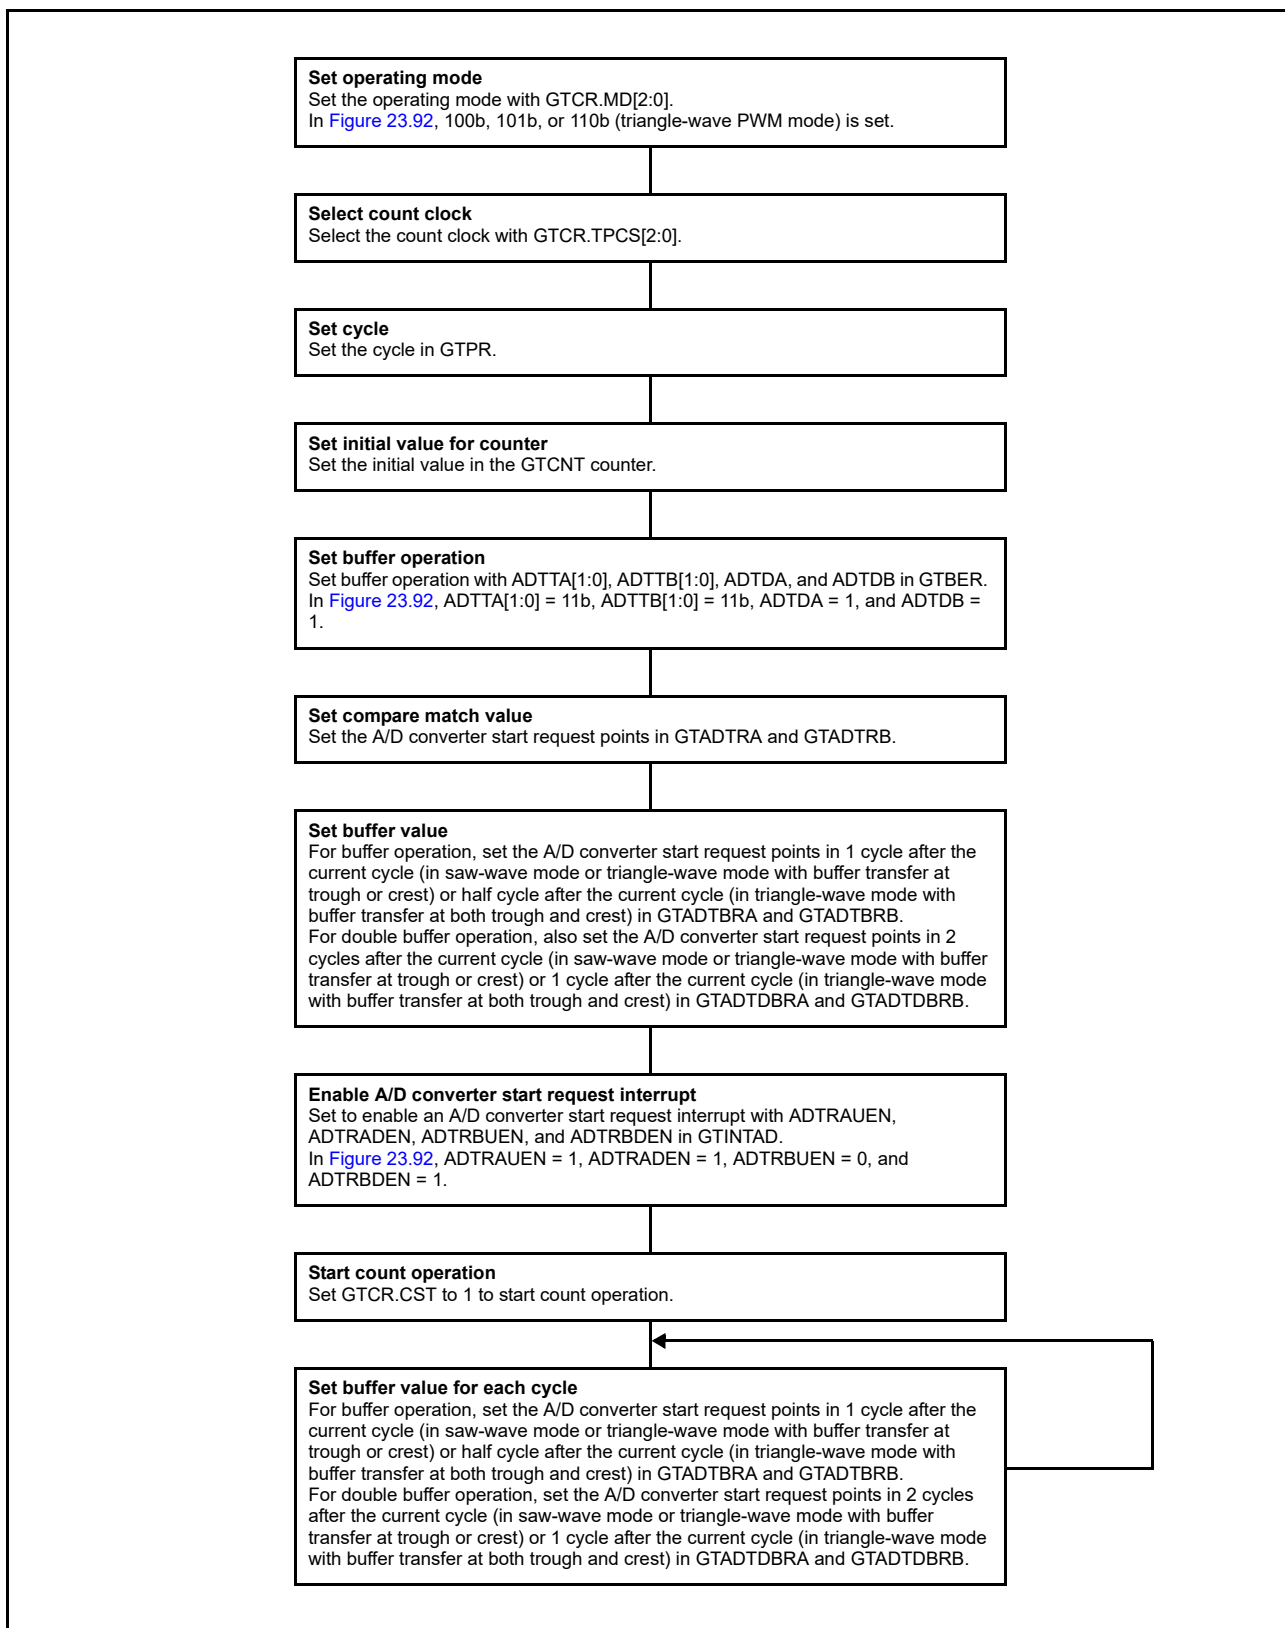 Set operating mode
Set the operating mode with GTCR.MD[2:0].
In Figure 23.92, 100b, 101b, or 110b (triangle-wave PWM mode) is set.
Select count clock
Select the count clock with GTCR.TPCS[2:0].
Set cycle
Set the cycle in GTPR.
Set initial value for counter
Set the initial value in the GTCNT counter.
Set buffer operation
Set buffer operation with ADTTA[1:0], ADTTB[1:0], ADTDA, and ADTDB in GTBER.
In Figure 23.92, ADTTA[1:0] = 11b, ADTTB[1:0] = 11b, ADTDA = 1, and ADTDB =
1.
Set compare match value
Set the A/D converter start request points in GTADTRA and GTADTRB.
Set buffer value
For buffer operation, set the A/D converter start request points in 1 cycle after the
current cycle (in saw-wave mode or triangle-wave mode with buffer transfer at
trough or crest) or half cycle after the current cycle (in triangle-wave mode with
buffer transfer at both trough and crest) in GTADTBRA and GTADTBRB.
For double buffer operation, also set the A/D converter start request points in 2
cycles after the current cycle (in saw-wave mode or triangle-wave mode with buffer
transfer at trough or crest) or 1 cycle after the current cycle (in triangle-wave mode
with buffer transfer at both trough and crest) in GTADTDBRA and GTADTDBRB.
Enable A/D converter start request interrupt
Set to enable an A/D converter start request interrupt with ADTRAUEN,
ADTRADEN, ADTRBUEN, and ADTRBDEN in GTINTAD.
In Figure 23.92, ADTRAUEN = 1, ADTRADEN = 1, ADTRBUEN = 0, and
ADTRBDEN = 1.
Start count operation
Set GTCR.CST to 1 to start count operation.
Set buffer value for each cycle
For buffer operation, set the A/D converter start request points in 1 cycle after the
current cycle (in saw-wave mode or triangle-wave mode with buffer transfer at
trough or crest) or half cycle after the current cycle (in triangle-wave mode with
buffer transfer at both trough and crest) in GTADTBRA and GTADTBRB.
For double buffer operation, set the A/D converter start request points in 2 cycles
after the current cycle (in saw-wave mode or triangle-wave mode with buffer
transfer at trough or crest) or 1 cycle after the current cycle (in triangle-wave mode
with buffer transfer at both trough and crest) in GTADTDBRA and GTADTDBRB.